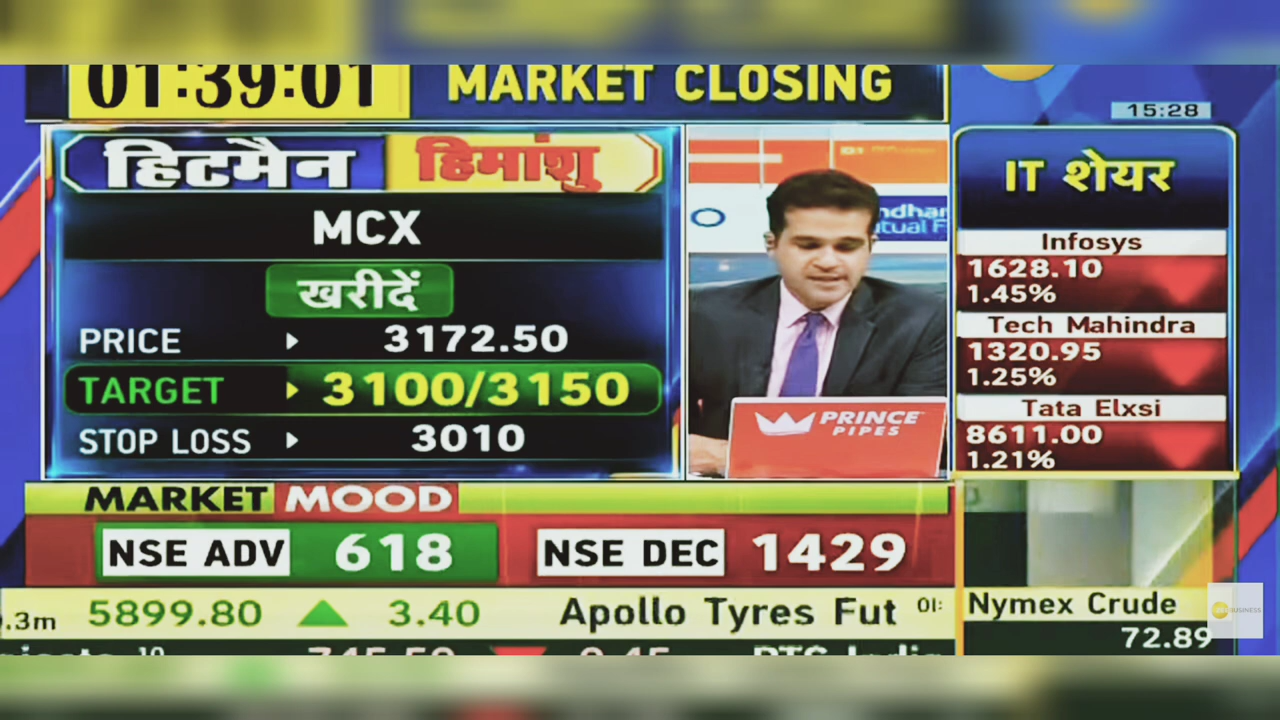 01:39:01 MARKET CLOSING
15:28
हिटमैन हिमांशु
MCX
खरीदें
PRICE 3172.50
TARGET 3100/3150
STOP LOSS 3010
PRINCE
PIPES
IT शेयर
Infosys
1628.10
1.45%
Tech Mahindra
1320.95
1.25%
Tata Elxsi
8611.00
1.21%
MARKET MOOD
NSE ADV 618 NSE DEC 1429
.3m 5899.80 3.40 Apollo Tyres Fut 01:
Nymex Crude
72.89
BUSINESS